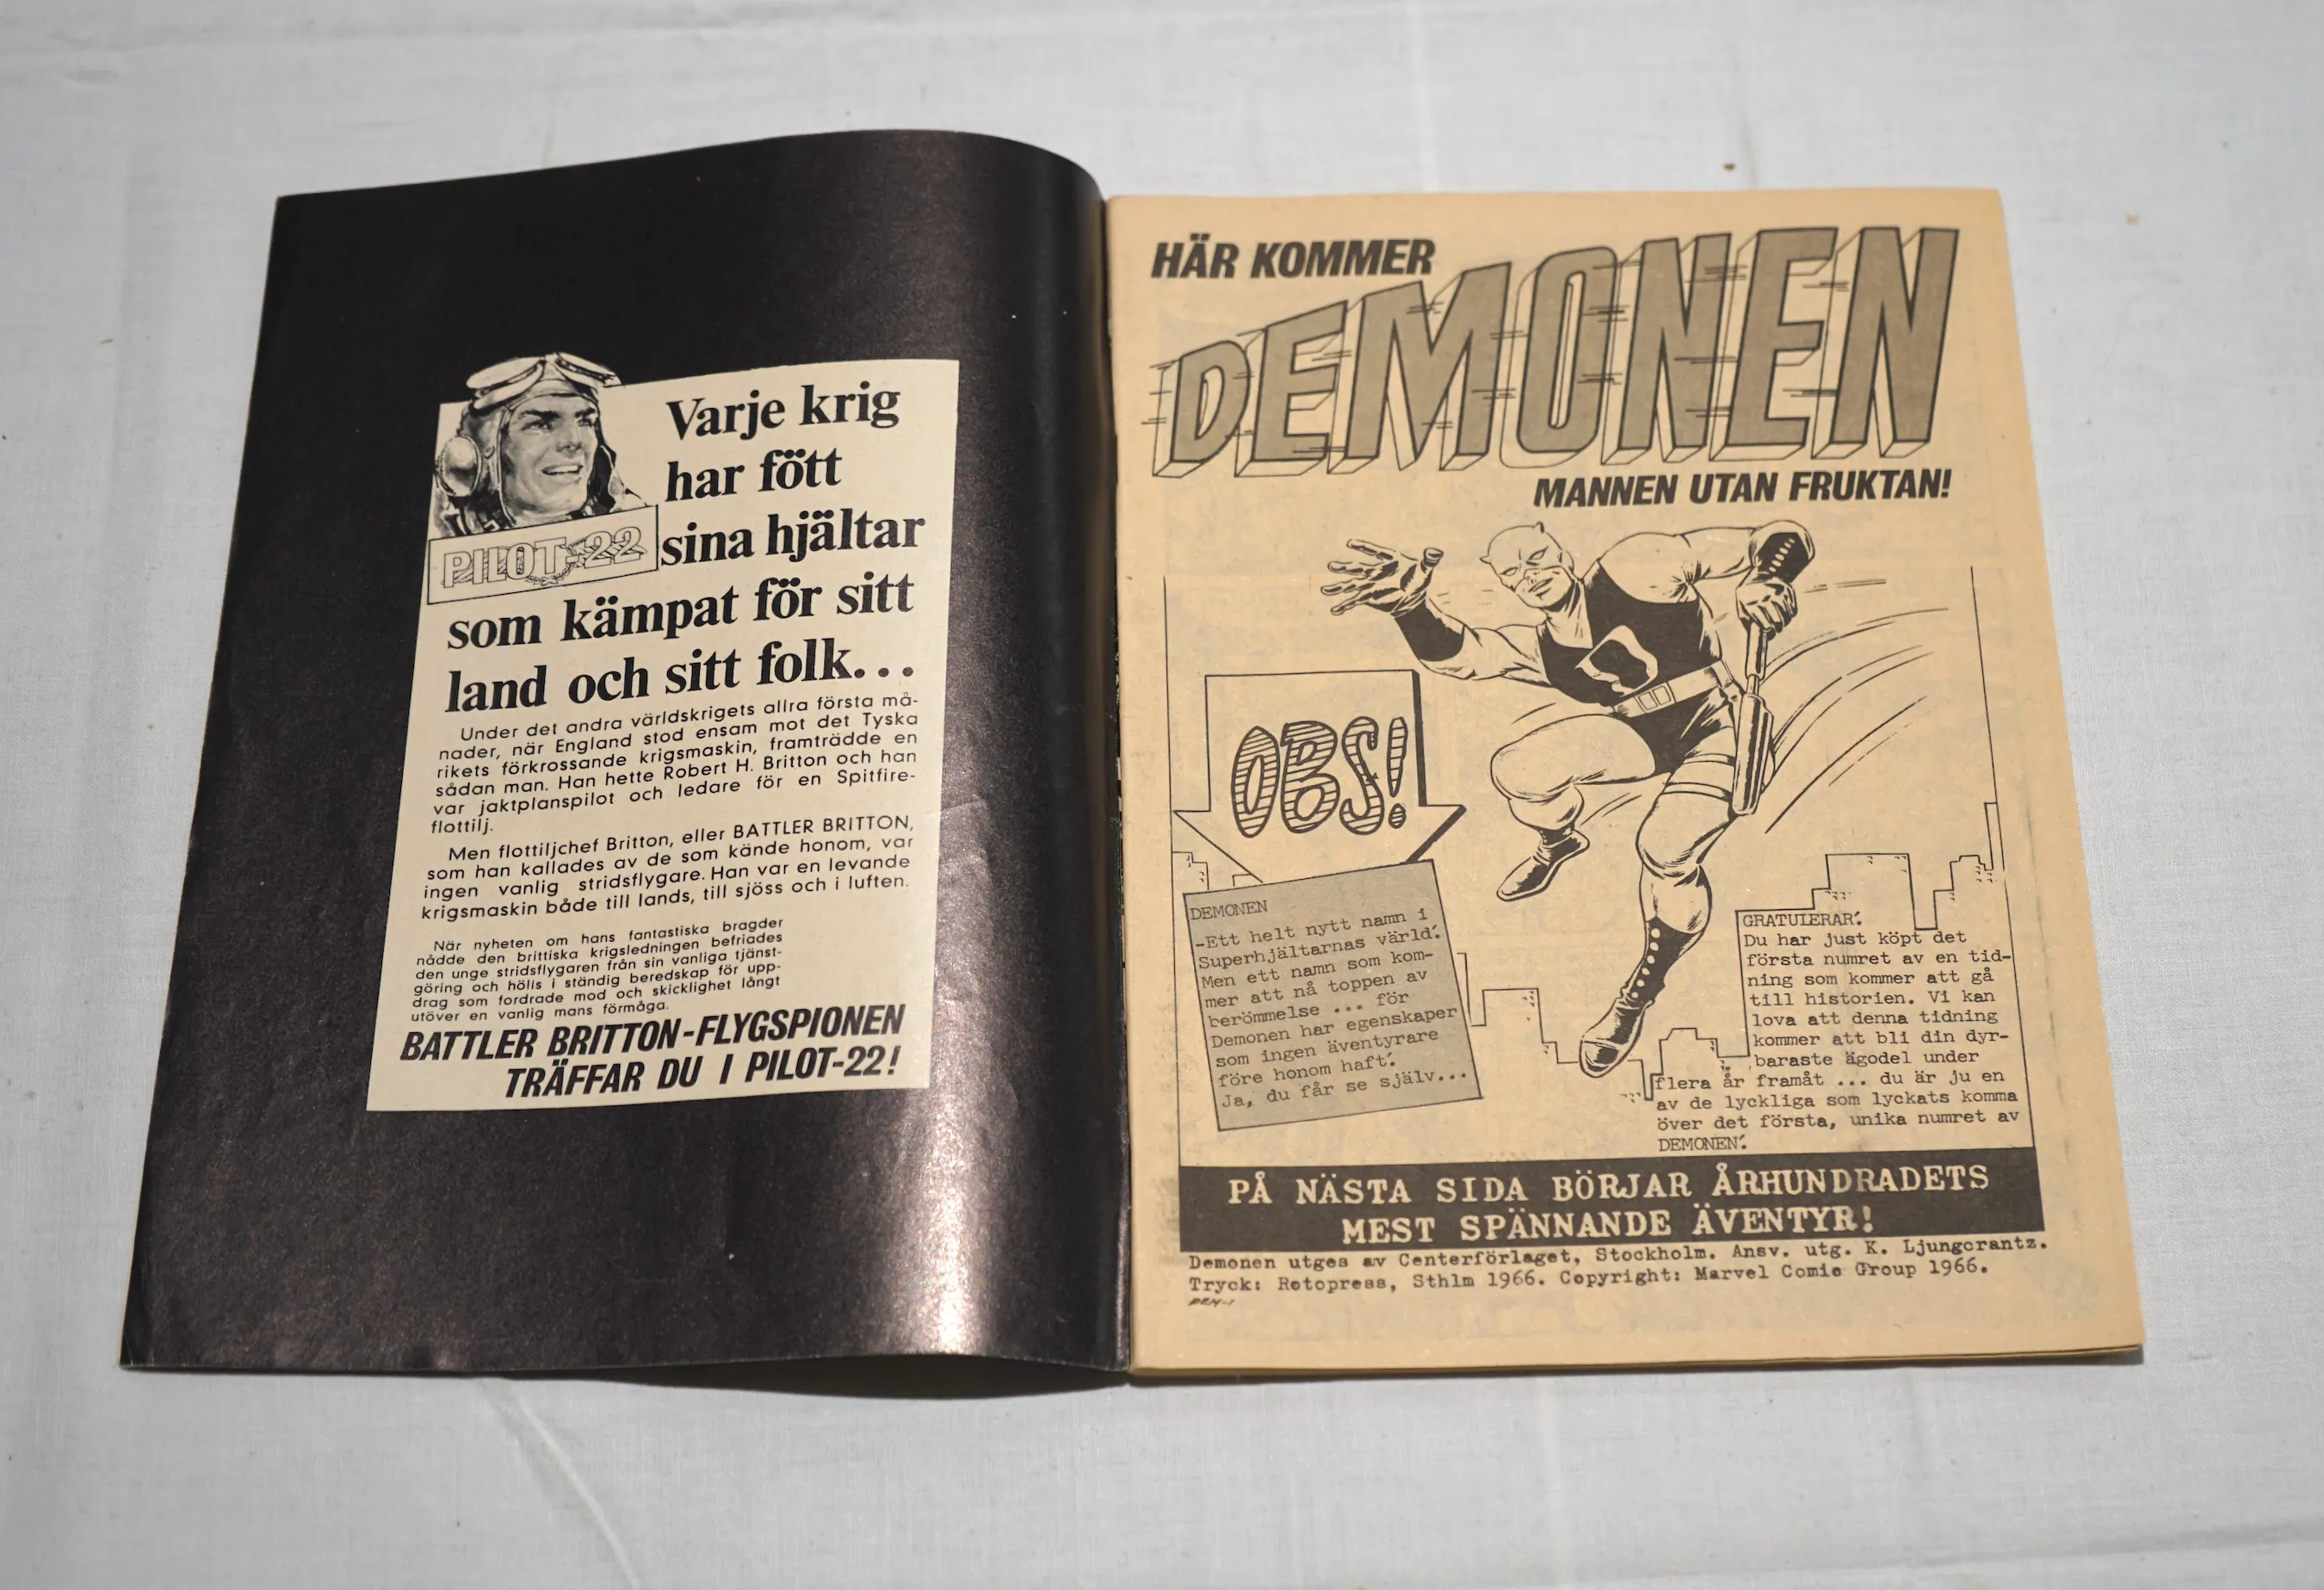 Varje krig
har fött
sina hjältar
PILOT-22
som kämpat för sitt
land och sitt folk...
Under det andra världskrigets allra första må-
nader, när England stod ensam mot det Tyska
rikets förkrossande krigsmaskin, framträdde en
sådan man. Han hette Robert H. Britton och han
var jaktplanspilot och ledare för en Spitfire-
flottilj.
Men flottiljchef Britton, eller BATTLER BRITTON,
som han kallades av de som kände honom, var
ingen vanlig stridsflygare. Han var en levande
krigsmaskin både till lands, till sjöss och i luften.
När nyheten om hans fantastiska bragder
nådde den brittiska krigsledningen befriades
den unge stridsflygaren från sin vanliga tjänst-
göring och hölls i ständig beredskap för upp-
drag som fordrade mod och skicklighet långt
utöver en vanlig mans förmåga.
BATTLER BRITTON-FLYGSPIONEN
TRÄFFAR DU I PILOT-22!
HÄR KOMMER
DEMONEN
MANNEN UTAN FRUKTAN!
OBS!
DEMONEN
-Ett helt nytt namn i
Superhjältarnas värld!
Men ett namn som kom-
mer att nå toppen av
berömmelse ... för
Demonen har egenskaper
som ingen äventyrare
före honom haft!
Ja, du får se själv...
GRATULERAR!
Du har just köpt det
första numret av en tid-
ning som kommer att gå
till historien. Vi kan
lova att denna tidning
kommer att bli din dyr-
baraste ägodel under
flera år framåt ... du är ju en
av de lyckliga som lyckats komma
över det första, unika numret av
DEMONEN!
PÅ NÄSTA SIDA BÖRJAR ÅRHUNDRADETS
MEST SPÄNNANDE ÄVENTYR!
Demonen utges av Centerförlaget, Stockholm. Ansv. utg. K. Ljungcrantz.
Tryck: Rotopress, Sthlm 1966. Copyright: Marvel Comic Group 1966.
DEM-1